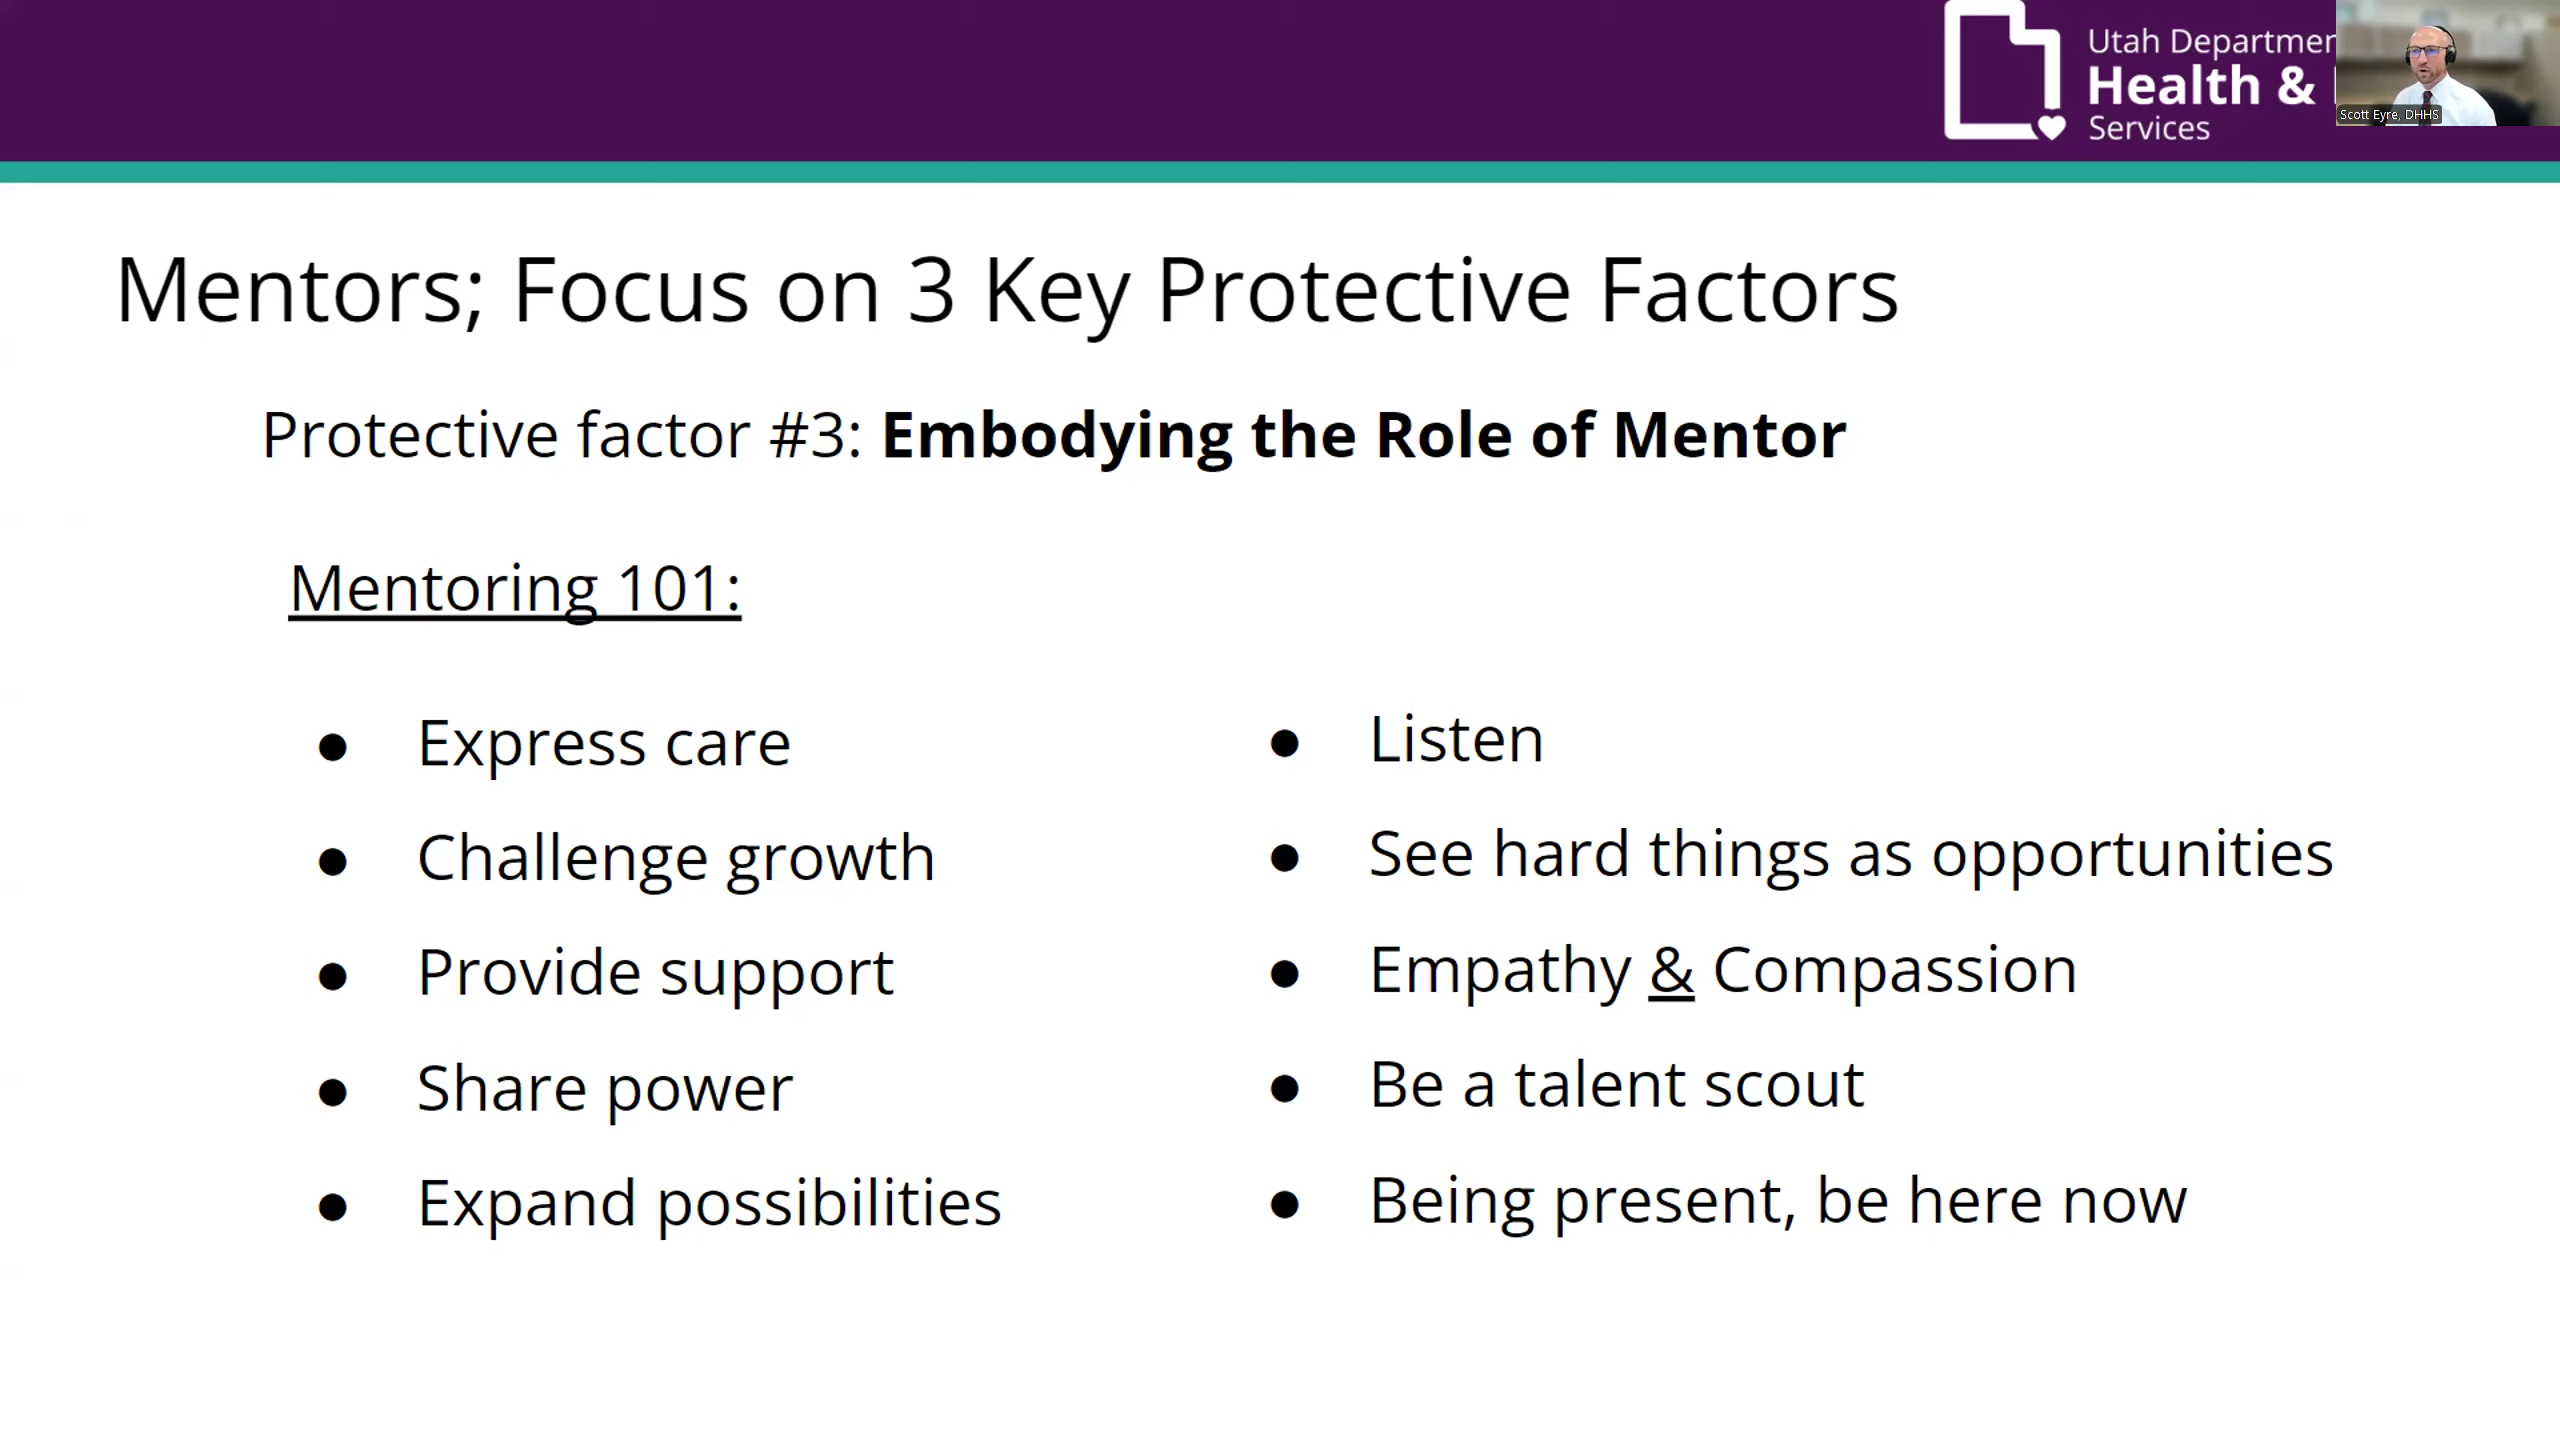 Utah Departmen
Health &
Services
Scott Eyre, DHHS
Mentors; Focus on 3 Key Protective Factors
Protective factor #3: Embodying the Role of Mentor
Mentoring 101:
● Express care
● Challenge growth
● Provide support
● Share power
● Expand possibilities
● Listen
● See hard things as opportunities
● Empathy & Compassion
● Be a talent scout
● Being present, be here now